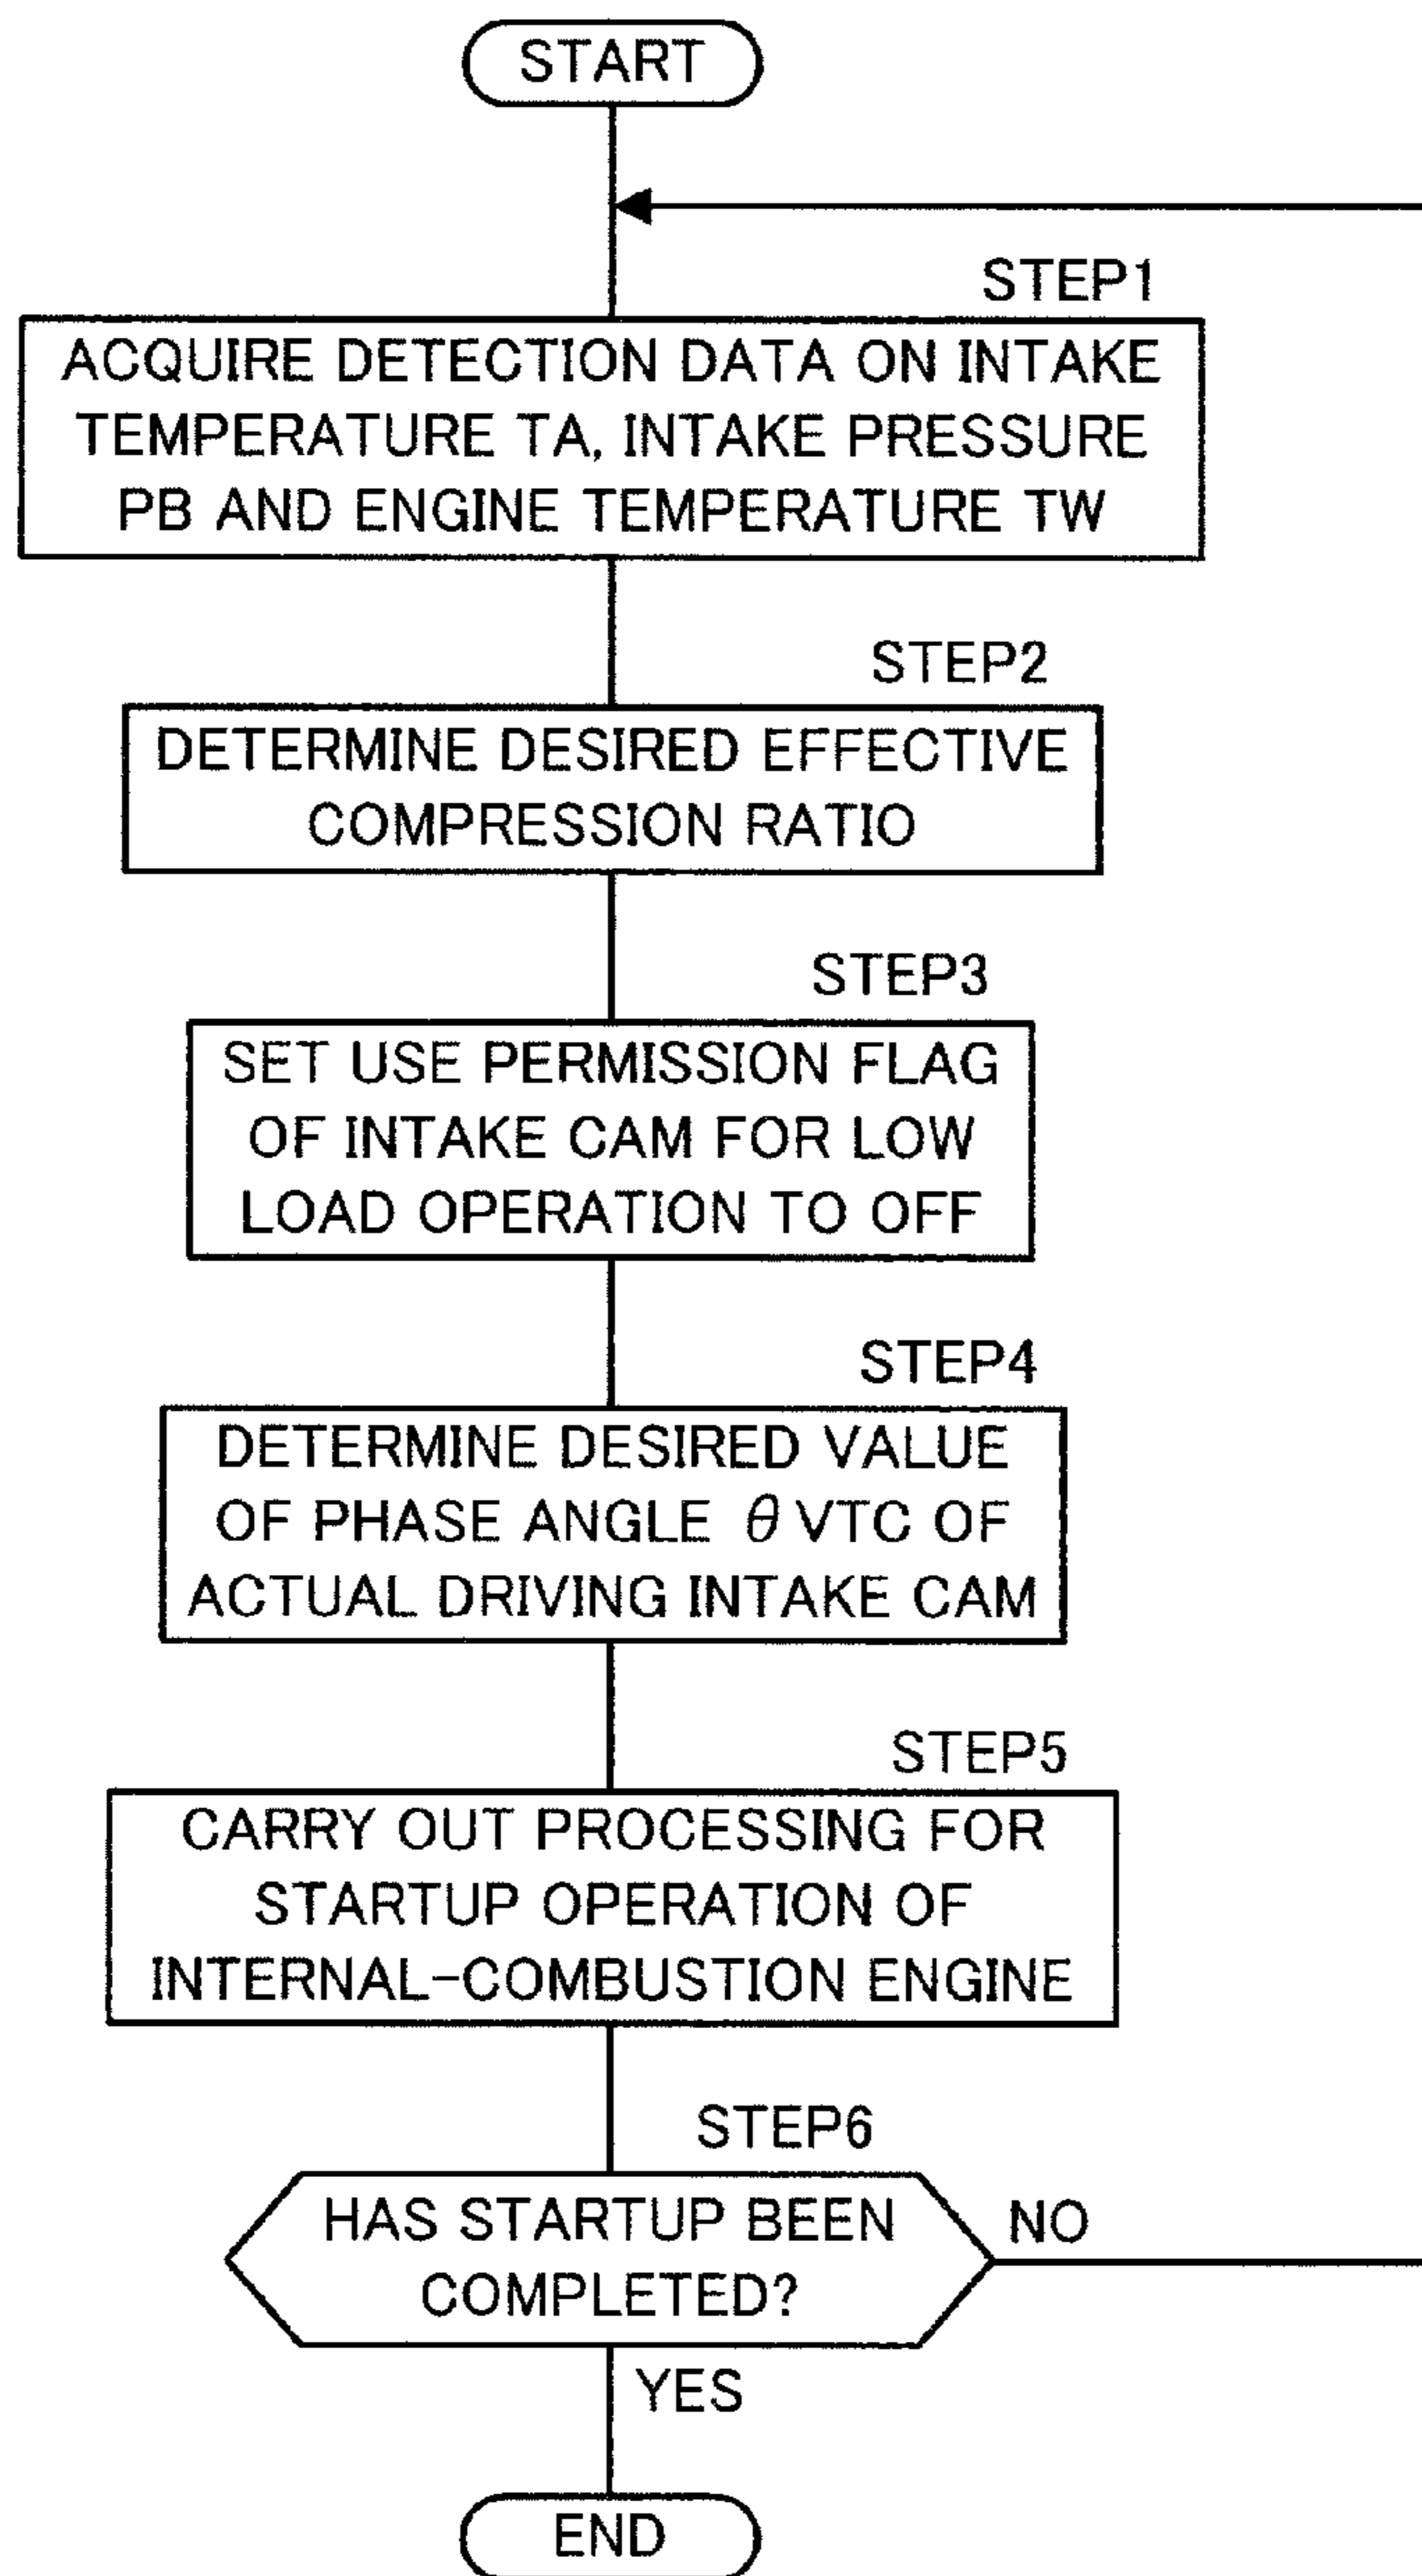 START
STEP1
ACQUIRE DETECTION DATA ON INTAKE
TEMPERATURE TA, INTAKE PRESSURE
PB AND ENGINE TEMPERATURE TW
STEP2
DETERMINE DESIRED EFFECTIVE
COMPRESSION RATIO
STEP3
SET USE PERMISSION FLAG
OF INTAKE CAM FOR LOW
LOAD OPERATION TO OFF
STEP4
DETERMINE DESIRED VALUE
OF PHASE ANGLE θ VTC OF
ACTUAL DRIVING INTAKE CAM
STEP5
CARRY OUT PROCESSING FOR
STARTUP OPERATION OF
INTERNAL-COMBUSTION ENGINE
STEP6
HAS STARTUP BEEN
COMPLETED?
NO
YES
END